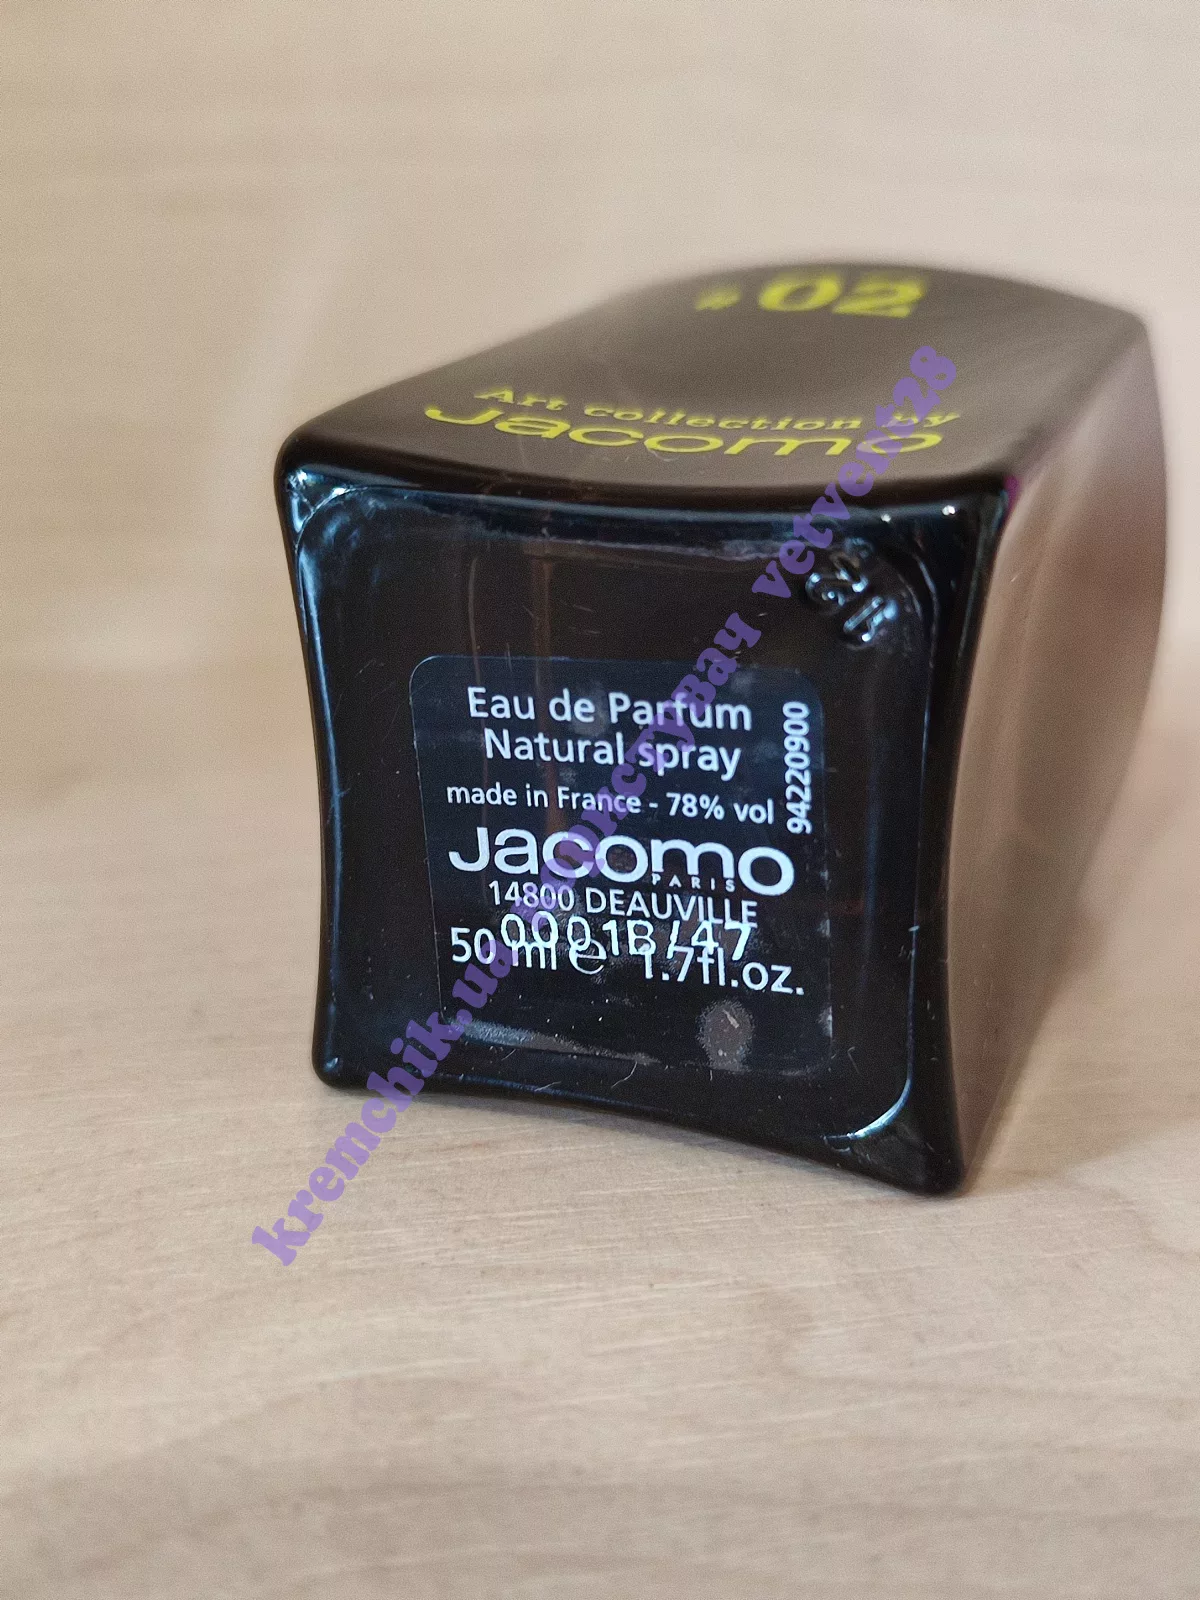 # 02
Art collection by
Jacomo
Eau de Parfum
Natural spray
made in France - 78% vol
94220900
Jacomo
PARIS
14800 DEAUVILLE
0001B/47
50 ml e 1.7fl.oz.
kremchik.ua
vetvent28